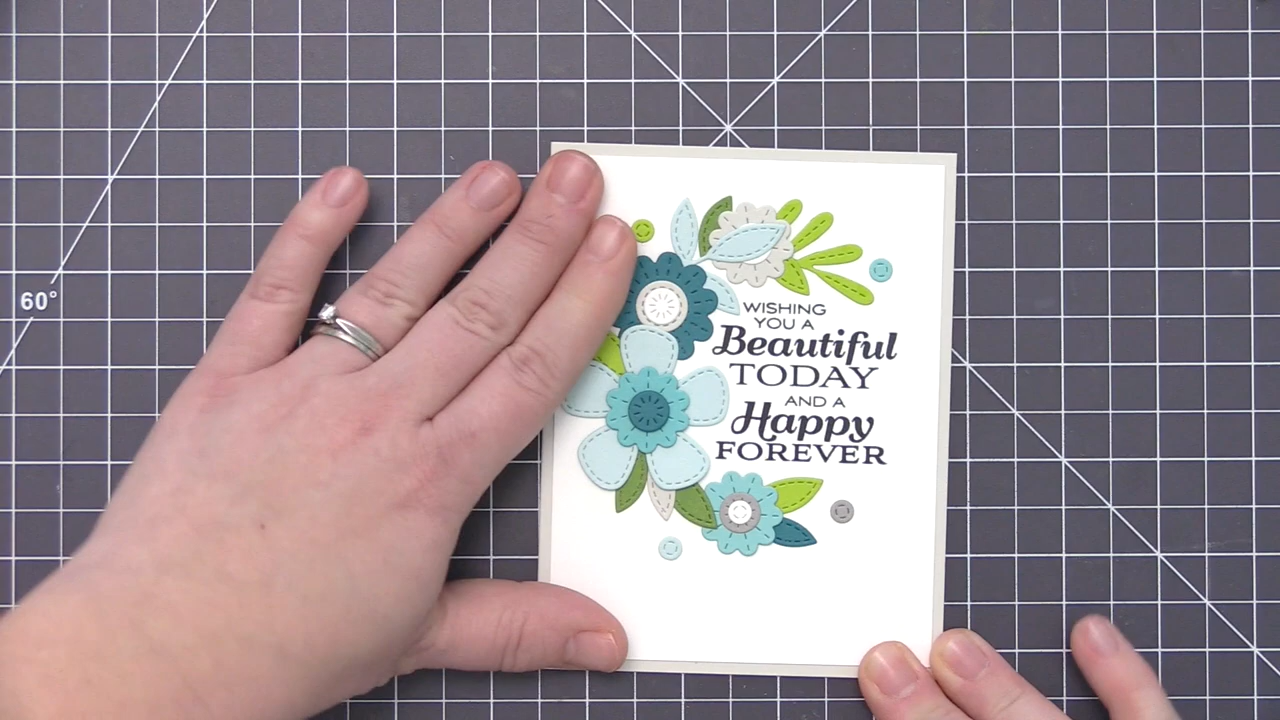 60°
WISHING
YOU A
Beautiful
TODAY
AND A
Happy
FOREVER